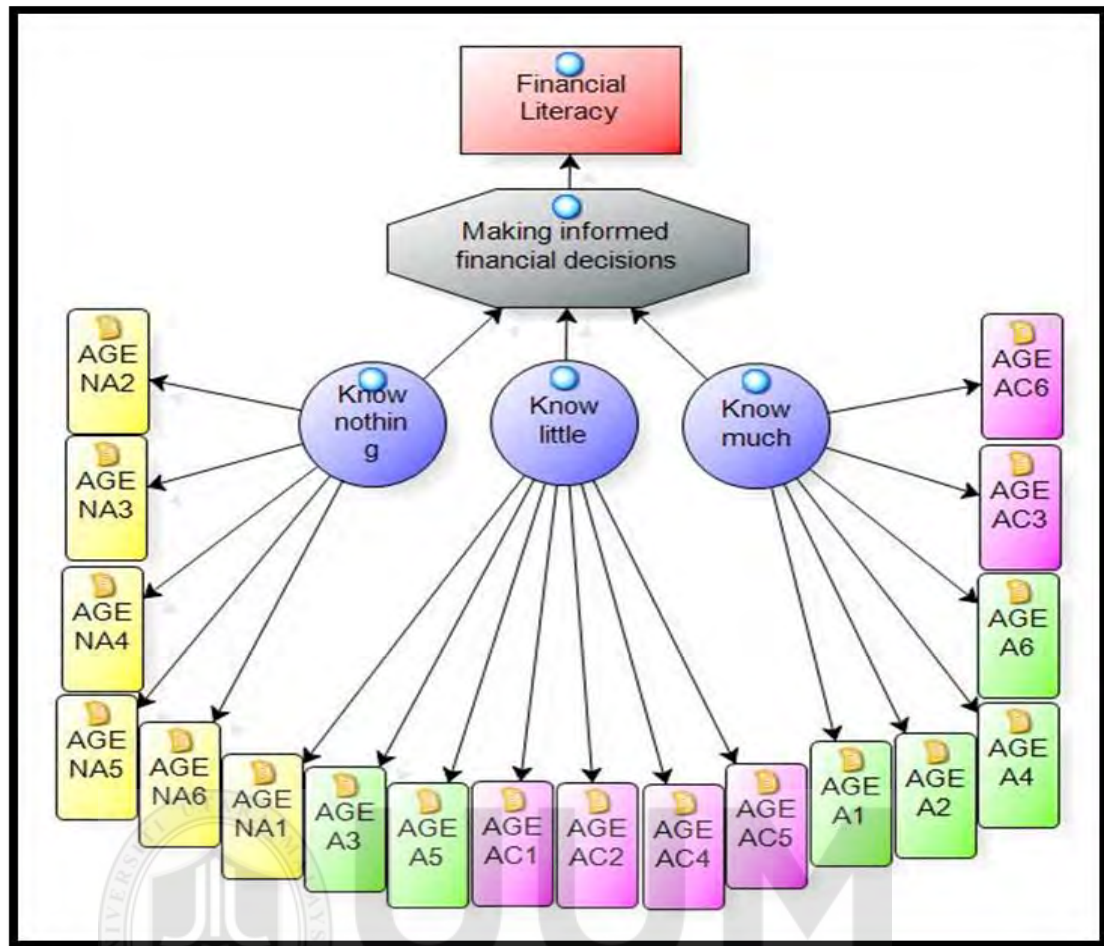 Financial
Literacy
Making informed
financial decisions
Know
nothin
g
Know
little
Know
much
AGE
NA2
AGE
NA3
AGE
NA4
AGE
NA5
AGE
NA6
AGE
NA1
AGE
A3
AGE
A5
AGE
AC1
AGE
AC2
AGE
AC4
AGE
AC5
AGE
A1
AGE
A2
AGE
A4
AGE
A6
AGE
AC3
AGE
AC6
UUM